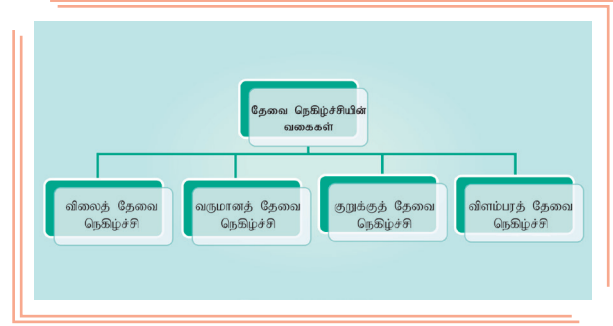 தேவை நெகிழ்ச்சியின்
வகைகள்
விலைத் தேவை
நெகிழ்ச்சி
வருமானத் தேவை
நெகிழ்ச்சி
குறுக்குத் தேவை
நெகிழ்ச்சி
விளம்பரத் தேவை
நெகிழ்ச்சி